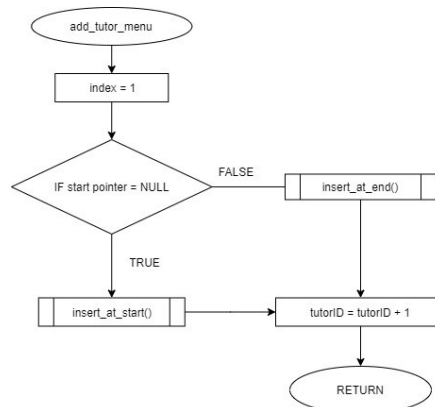 add_tutor_menu
index = 1
IF start pointer = NULL
FALSE
insert_at_end()
TRUE
insert_at_start()
tutorID = tutorID + 1
RETURN